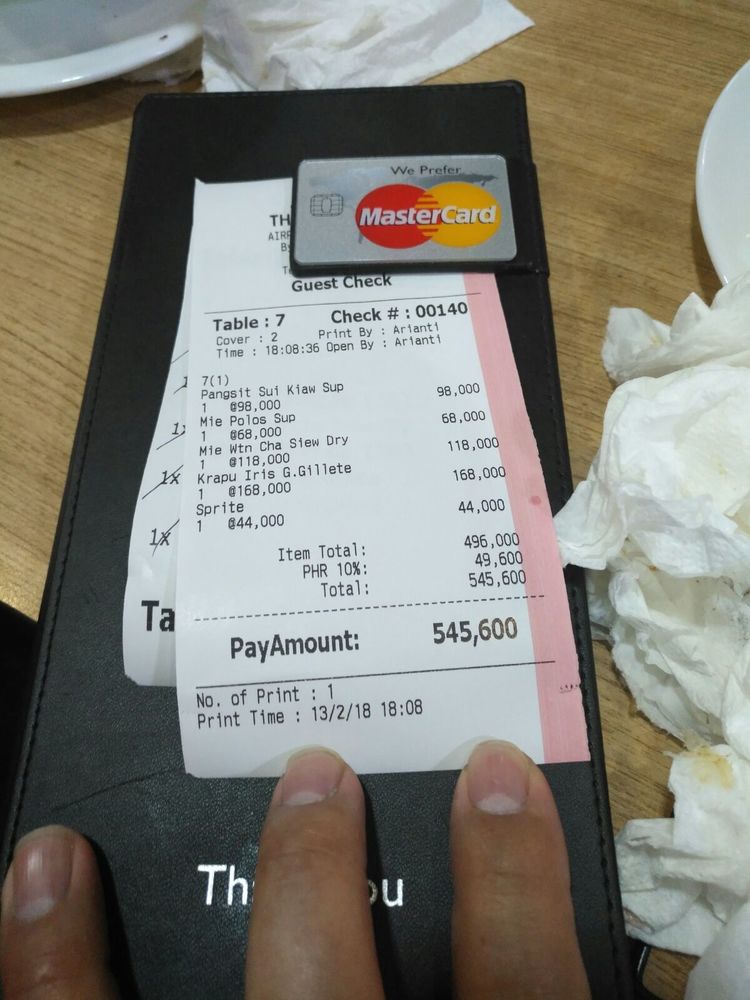 We Prefer
MasterCard
TH
AIRP
By
Te
Guest Check
Table : 7 Check # : 00140
Cover : 2 Print By : Arianti
Time : 18:08:36 Open By : Arianti
7(1)
Pangsit Sui Kiaw Sup 98,000
1 @98,000
Mie Polos Sup 68,000
1 @68,000
Mie Wtn Cha Siew Dry 118,000
1 @118,000
Krapu Iris G.Gillete 168,000
1 @168,000
Sprite 44,000
1 @44,000
Item Total: 496,000
PHR 10%: 49,600
Total: 545,600
PayAmount: 545,600
No. of Print : 1
Print Time : 13/2/18 18:08
1x
1x
Ta
Th ou